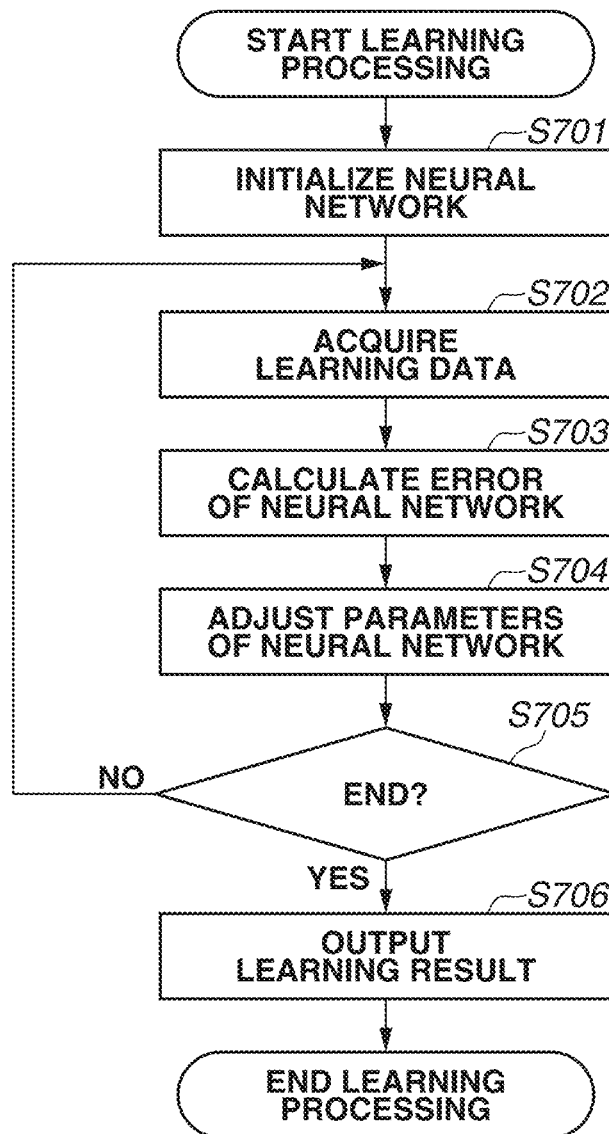 START LEARNING
PROCESSING
S701
INITIALIZE NEURAL
NETWORK
S702
ACQUIRE
LEARNING DATA
S703
CALCULATE ERROR
OF NEURAL NETWORK
S704
ADJUST PARAMETERS
OF NEURAL NETWORK
S705
NO
END?
YES
S706
OUTPUT
LEARNING RESULT
END LEARNING
PROCESSING